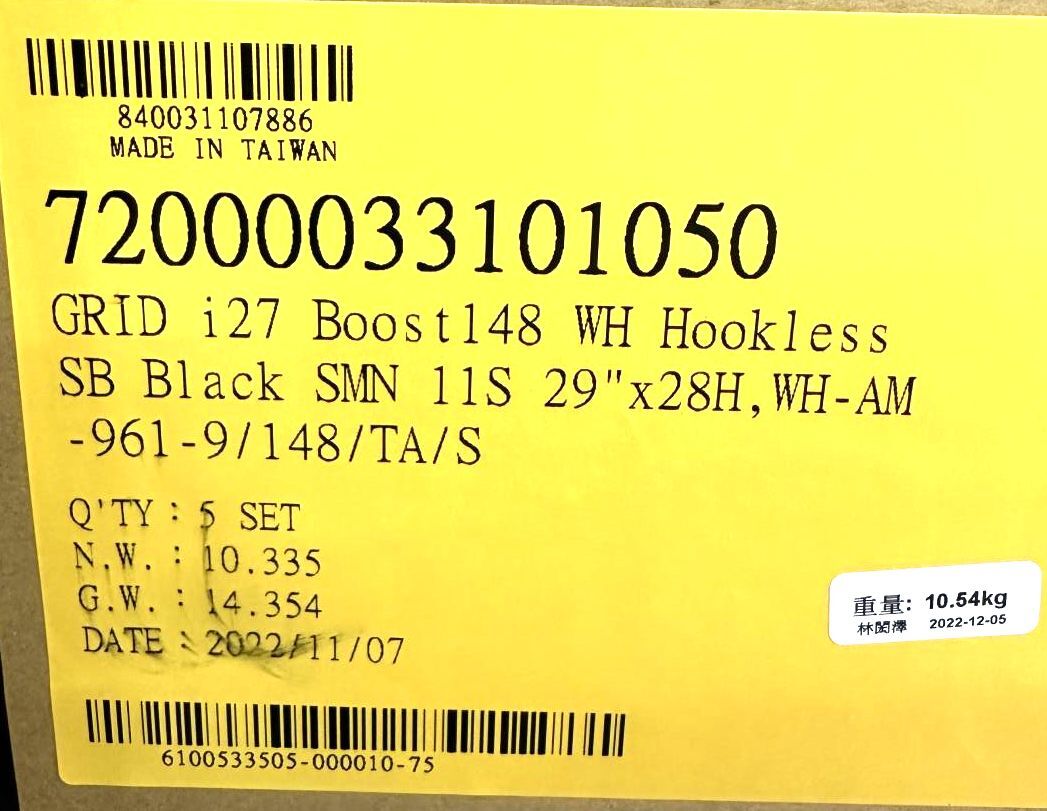 840031107886
MADE IN TAIWAN
72000033101050
GRID i27 Boost148 WH Hookless
SB Black SMN 11S 29"x28H,WH-AM
-961-9/148/TA/S
Q'TY : 5 SET
N.W. : 10.335
G.W. : 14.354
DATE : 2022/11/07
重量: 10.54kg
林閔澤 2022-12-05
6100533505-000010-75